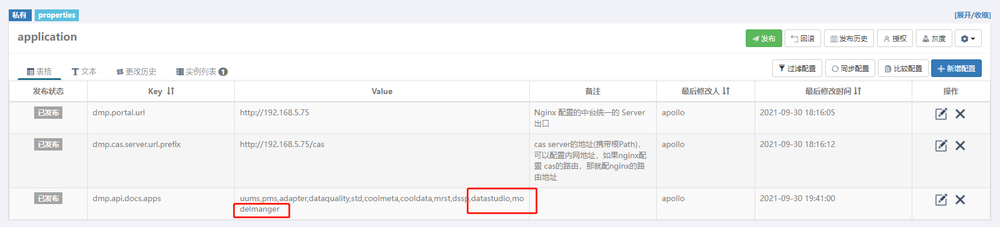 私有 properties [展开/收缩]
application 发布 回滚 发布历史 授权 灰度
表格 文本 更改历史 实例列表 1 过滤配置 同步配置 比较配置 新增配置
发布状态 Key Value 备注 最后修改人 最后修改时间 操作
已发布 dmp.portal.url http://192.168.5.75 Nginx 配置的中台统一的 Server apollo 2021-09-30 18:16:05
出口
已发布 dmp.cas.server.url.prefix http://192.168.5.75/cas cas server的地址(携带根Path), apollo 2021-09-30 18:16:12
可以配置内网地址，如果nginx配
置 cas的路由，那就配nginx的路
由地址
已发布 dmp.api.docs.apps uums,pms,adapter,dataquality,std,coolmeta,cooldata,mrst,dssp,datastudio,mo apollo 2021-09-30 19:41:00
delmanger